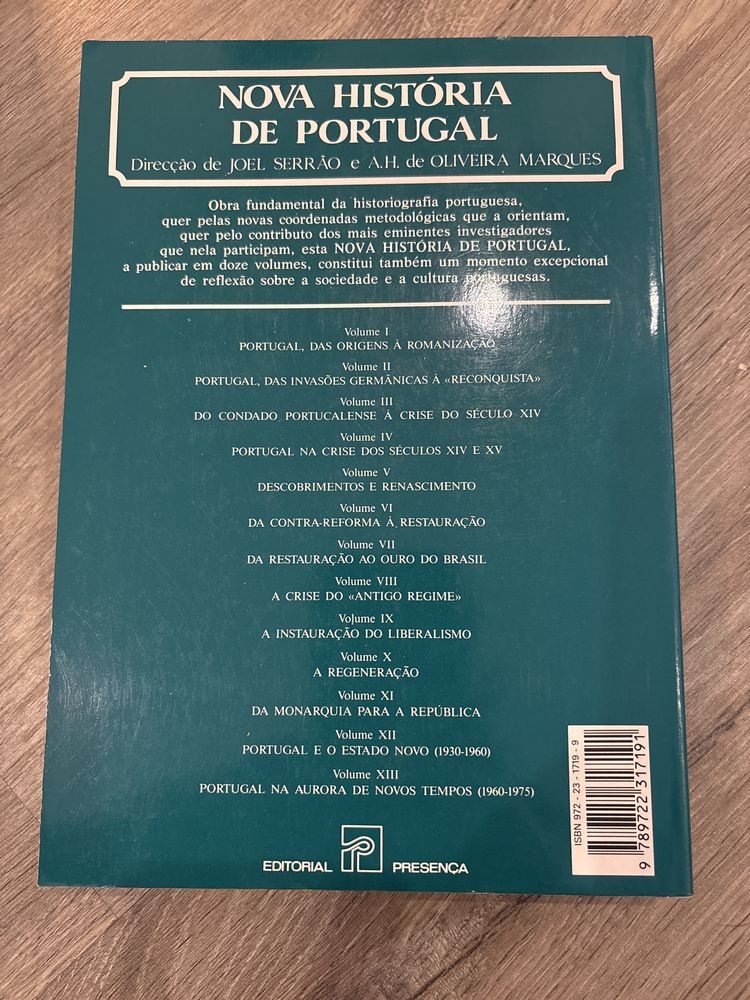 NOVA HISTÓRIA
DE PORTUGAL
Direcção de JOEL SERRÃO e A.H. de OLIVEIRA MARQUES
Obra fundamental da historiografia portuguesa,
quer pelas novas coordenadas metodológicas que a orientam,
quer pelo contributo dos mais eminentes investigadores
que nela participam, esta NOVA HISTÓRIA DE PORTUGAL,
a publicar em doze volumes, constitui também um momento excepcional
de reflexão sobre a sociedade e a cultura portuguesas.
Volume I
PORTUGAL, DAS ORIGENS À ROMANIZAÇÃO
Volume II
PORTUGAL, DAS INVASÕES GERMÂNICAS À «RECONQUISTA»
Volume III
DO CONDADO PORTUCALENSE À CRISE DO SÉCULO XIV
Volume IV
PORTUGAL NA CRISE DOS SÉCULOS XIV E XV
Volume V
DESCOBRIMENTOS E RENASCIMENTO
Volume VI
DA CONTRA-REFORMA À RESTAURAÇÃO
Volume VII
DA RESTAURAÇÃO AO OURO DO BRASIL
Volume VIII
A CRISE DO «ANTIGO REGIME»
Volume IX
A INSTAURAÇÃO DO LIBERALISMO
Volume X
A REGENERAÇÃO
Volume XI
DA MONARQUIA PARA A REPÚBLICA
Volume XII
PORTUGAL E O ESTADO NOVO (1930-1960)
Volume XIII
PORTUGAL NA AURORA DE NOVOS TEMPOS (1960-1975)
EDITORIAL PRESENÇA
ISBN 972 - 23 - 1719 - 9
9 789722 317191